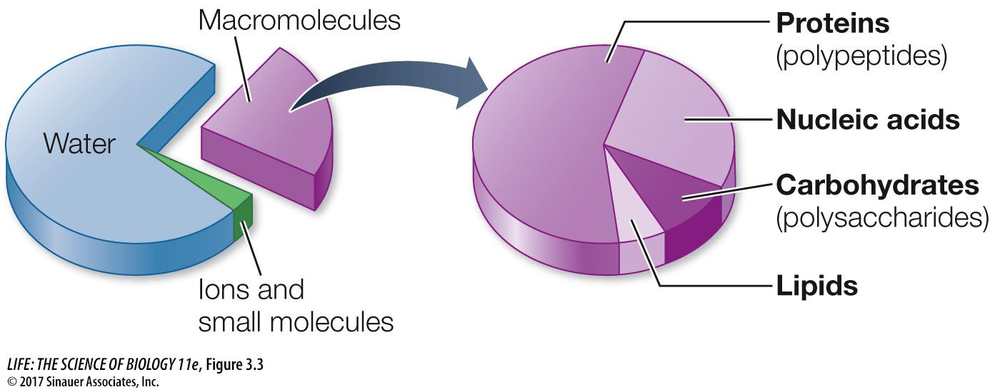 Macromolecules
Water
Ions and
small molecules
Proteins
(polypeptides)
Nucleic acids
Carbohydrates
(polysaccharides)
Lipids
LIFE: THE SCIENCE OF BIOLOGY 11e, Figure 3.3
© 2017 Sinauer Associates, Inc.